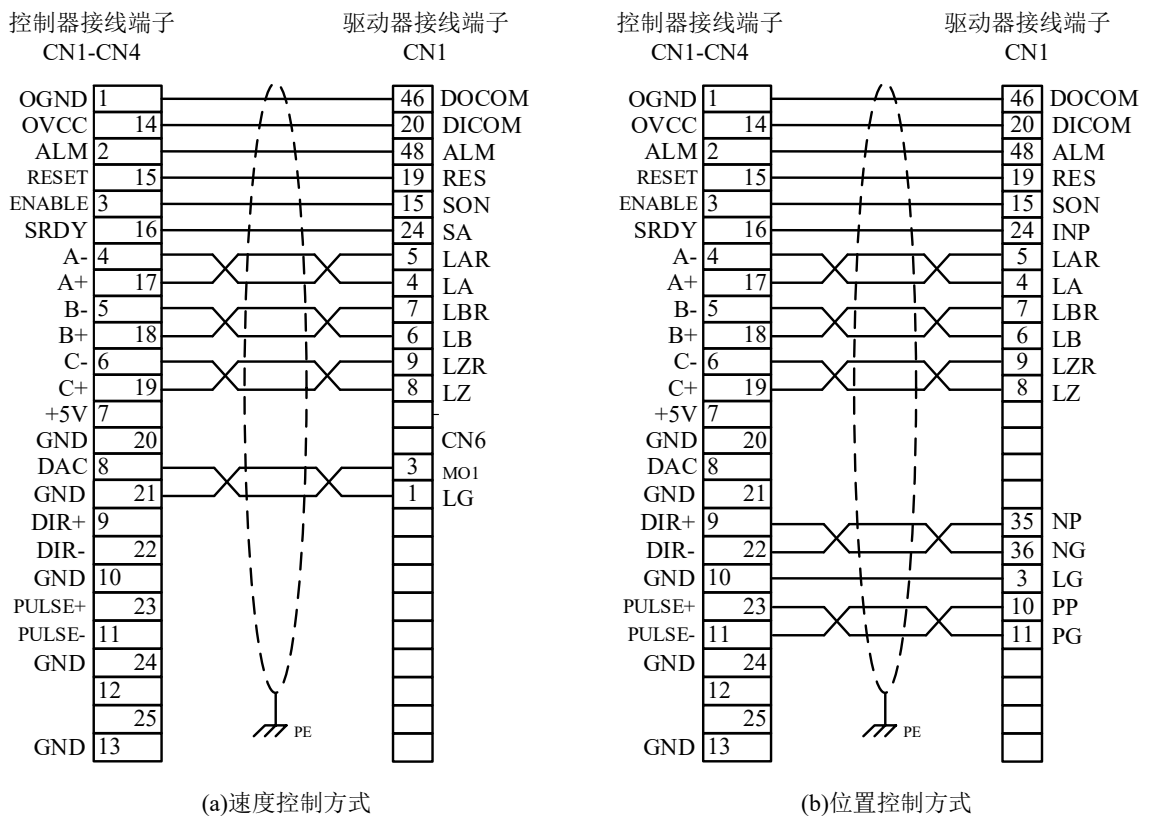 控制器接线端子 驱动器接线端子
CN1-CN4 CN1
OGND 1 46 DOCOM
OVCC 14 20 DICOM
ALM 2 48 ALM
RESET 15 19 RES
ENABLE 3 15 SON
SRDY 16 24 SA
A- 4 5 LAR
A+ 17 4 LA
B- 5 7 LBR
B+ 18 6 LB
C- 6 9 LZR
C+ 19 8 LZ
+5V 7
GND 20 CN6
DAC 8 3 MO1
GND 21 1 LG
DIR+ 9
DIR- 22
GND 10
PULSE+ 23
PULSE- 11
GND 24
12
25
GND 13
PE
(a)速度控制方式
控制器接线端子 驱动器接线端子
CN1-CN4 CN1
OGND 1 46 DOCOM
OVCC 14 20 DICOM
ALM 2 48 ALM
RESET 15 19 RES
ENABLE 3 15 SON
SRDY 16 24 INP
A- 4 5 LAR
A+ 17 4 LA
B- 5 7 LBR
B+ 18 6 LB
C- 6 9 LZR
C+ 19 8 LZ
+5V 7
GND 20
DAC 8
GND 21
DIR+ 9 35 NP
DIR- 22 36 NG
GND 10 3 LG
PULSE+ 23 10 PP
PULSE- 11 11 PG
GND 24
12
25
GND 13
PE
(b)位置控制方式